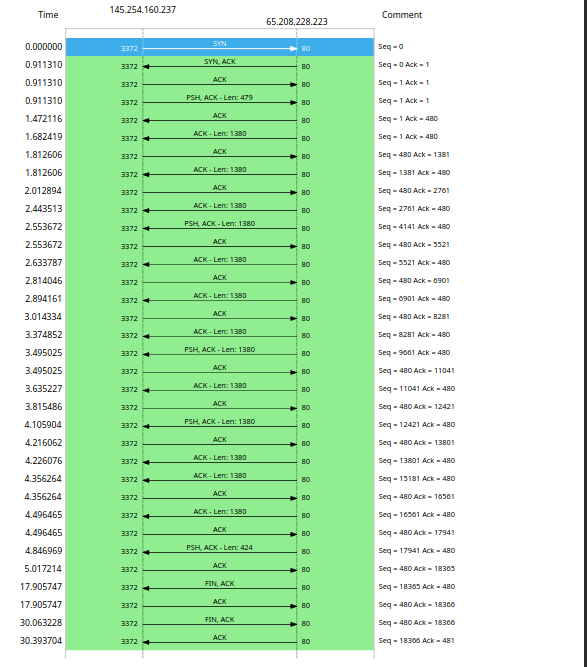 Time 145.254.160.237 65.208.228.223 Comment
0.000000 3372 SYN 80 Seq = 0
0.911310 3372 SYN, ACK 80 Seq = 0 Ack = 1
0.911310 3372 ACK 80 Seq = 1 Ack = 1
0.911310 3372 PSH, ACK - Len: 479 80 Seq = 1 Ack = 1
1.472116 3372 ACK 80 Seq = 1 Ack = 480
1.682419 3372 ACK - Len: 1380 80 Seq = 1 Ack = 480
1.812606 3372 ACK 80 Seq = 480 Ack = 1381
1.812606 3372 ACK - Len: 1380 80 Seq = 1381 Ack = 480
2.012894 3372 ACK 80 Seq = 480 Ack = 2761
2.443513 3372 ACK - Len: 1380 80 Seq = 2761 Ack = 480
2.553672 3372 PSH, ACK - Len: 1380 80 Seq = 4141 Ack = 480
2.553672 3372 ACK 80 Seq = 480 Ack = 5521
2.633787 3372 ACK - Len: 1380 80 Seq = 5521 Ack = 480
2.814046 3372 ACK 80 Seq = 480 Ack = 6901
2.894161 3372 ACK - Len: 1380 80 Seq = 6901 Ack = 480
3.014334 3372 ACK 80 Seq = 480 Ack = 8281
3.374852 3372 ACK - Len: 1380 80 Seq = 8281 Ack = 480
3.495025 3372 PSH, ACK - Len: 1380 80 Seq = 9661 Ack = 480
3.495025 3372 ACK 80 Seq = 480 Ack = 11041
3.635227 3372 ACK - Len: 1380 80 Seq = 11041 Ack = 480
3.815486 3372 ACK 80 Seq = 480 Ack = 12421
4.105904 3372 PSH, ACK - Len: 1380 80 Seq = 12421 Ack = 480
4.216062 3372 ACK 80 Seq = 480 Ack = 13801
4.226076 3372 ACK - Len: 1380 80 Seq = 13801 Ack = 480
4.356264 3372 ACK - Len: 1380 80 Seq = 15181 Ack = 480
4.356264 3372 ACK 80 Seq = 480 Ack = 16561
4.496465 3372 ACK - Len: 1380 80 Seq = 16561 Ack = 480
4.496465 3372 ACK 80 Seq = 480 Ack = 17941
4.846969 3372 PSH, ACK - Len: 424 80 Seq = 17941 Ack = 480
5.017214 3372 ACK 80 Seq = 480 Ack = 18365
17.905747 3372 FIN, ACK 80 Seq = 18365 Ack = 480
17.905747 3372 ACK 80 Seq = 480 Ack = 18366
30.063228 3372 FIN, ACK 80 Seq = 480 Ack = 18366
30.393704 3372 ACK 80 Seq = 18366 Ack = 481